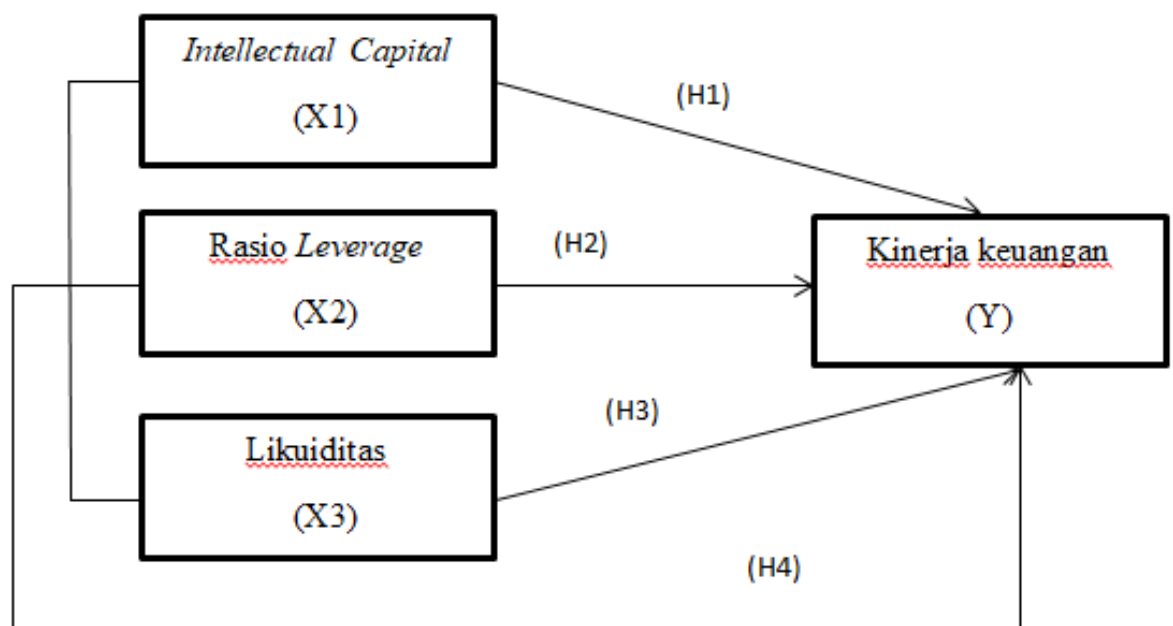 Intellectual Capital
(X1)
(H1)
Rasio Leverage
(X2)
(H2)
Kinerja keuangan
(Y)
Likuiditas
(X3)
(H3)
(H4)